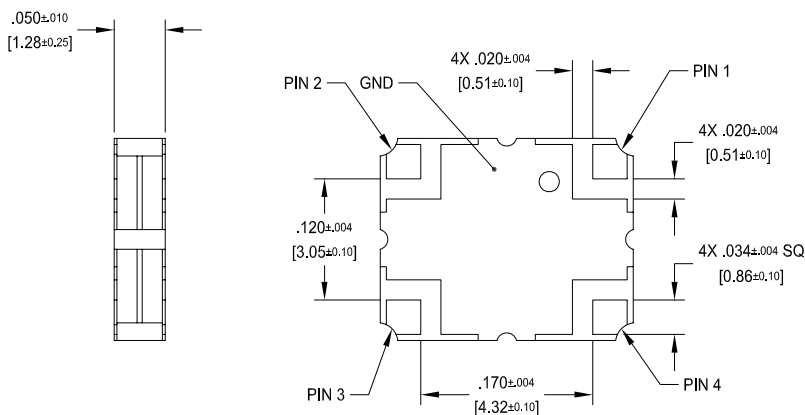 .050±.010
[1.28±0.25]
4X .020±.004
[0.51±0.10]
GND
PIN 2
PIN 1
4X .020±.004
[0.51±0.10]
.120±.004
[3.05±0.10]
4X .034±.004 SQ
[0.86±0.10]
PIN 3
.170±.004
[4.32±0.10]
PIN 4